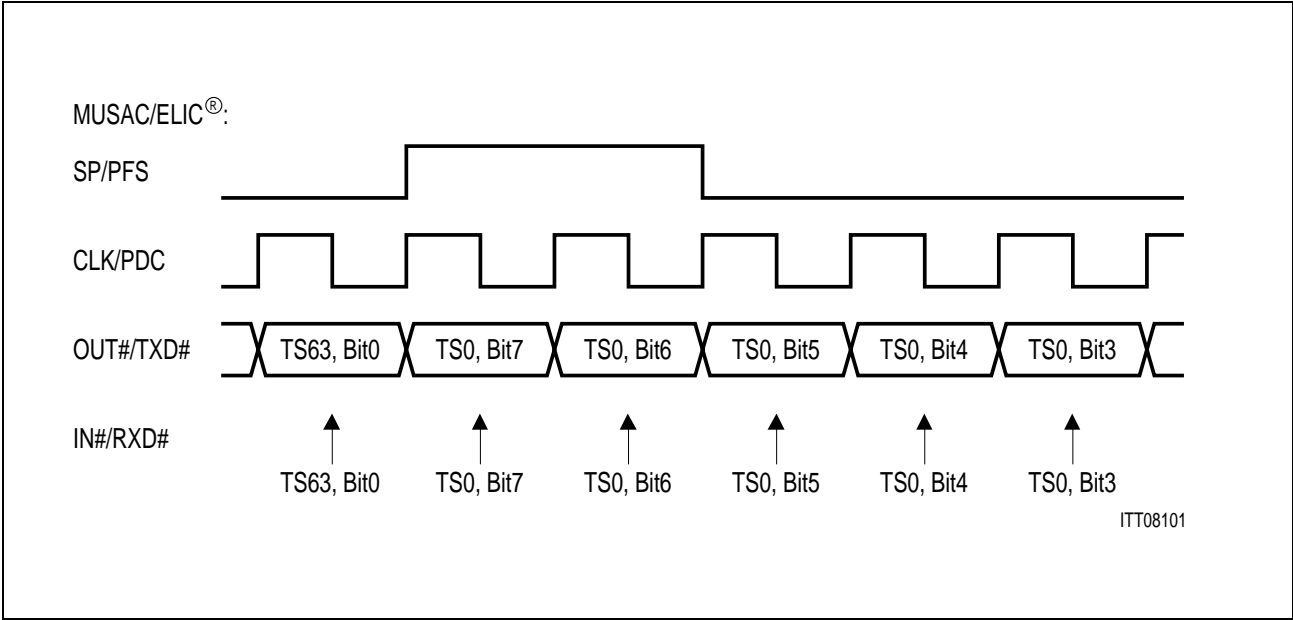 MUSAC/ELIC®:
SP/PFS
CLK/PDC
OUT#/TXD# TS63, Bit0 TS0, Bit7 TS0, Bit6 TS0, Bit5 TS0, Bit4 TS0, Bit3
IN#/RXD#
TS63, Bit0 TS0, Bit7 TS0, Bit6 TS0, Bit5 TS0, Bit4 TS0, Bit3
ITT08101